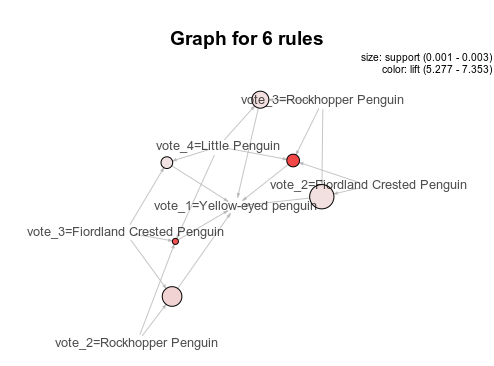 Graph for 6 rules
size: support (0.001 - 0.003)
color: lift (5.277 - 7.353)
vote_3=Rockhopper Penguin
vote_4=Little Penguin
vote_2=Fiordland Crested Penguin
vote_1=Yellow-eyed penguin
vote_3=Fiordland Crested Penguin
vote_2=Rockhopper Penguin